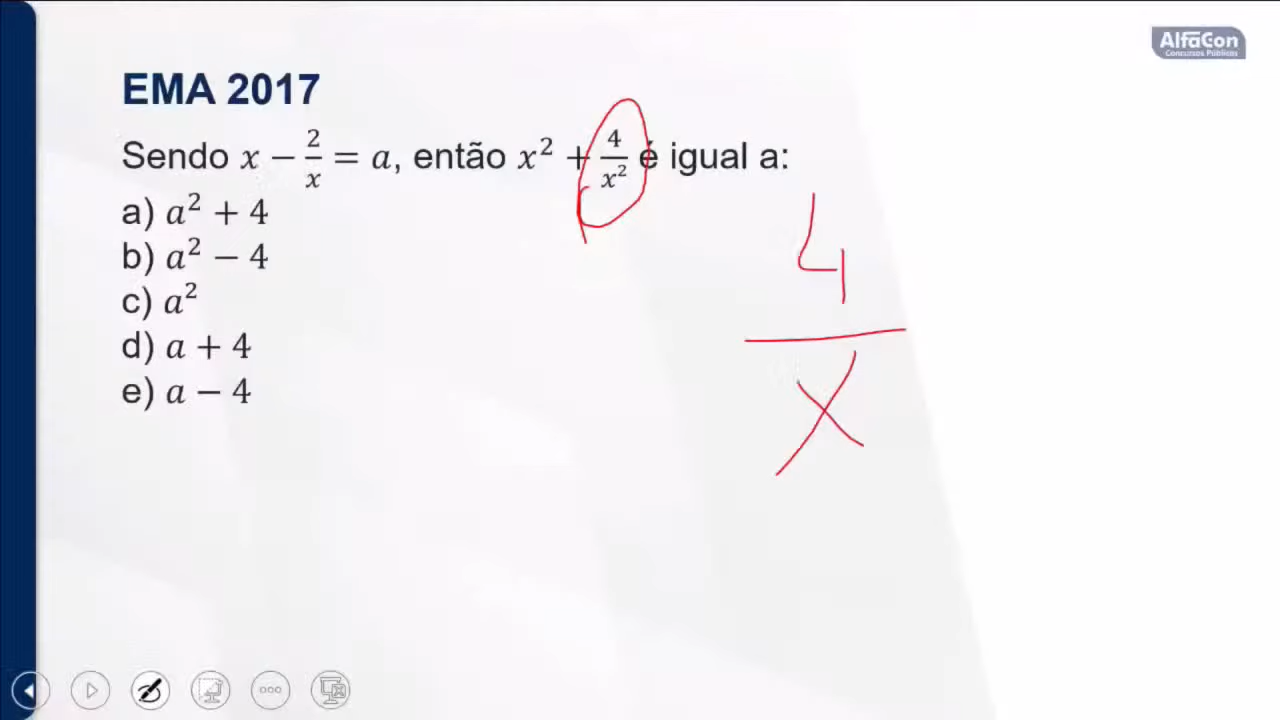 AlfaCon
Concursos Públicos
EMA 2017
Sendo x − 2/x = a, então x² + 4/x² é igual a:
a) a² + 4
b) a² − 4
c) a²
d) a + 4
e) a − 4
4
x